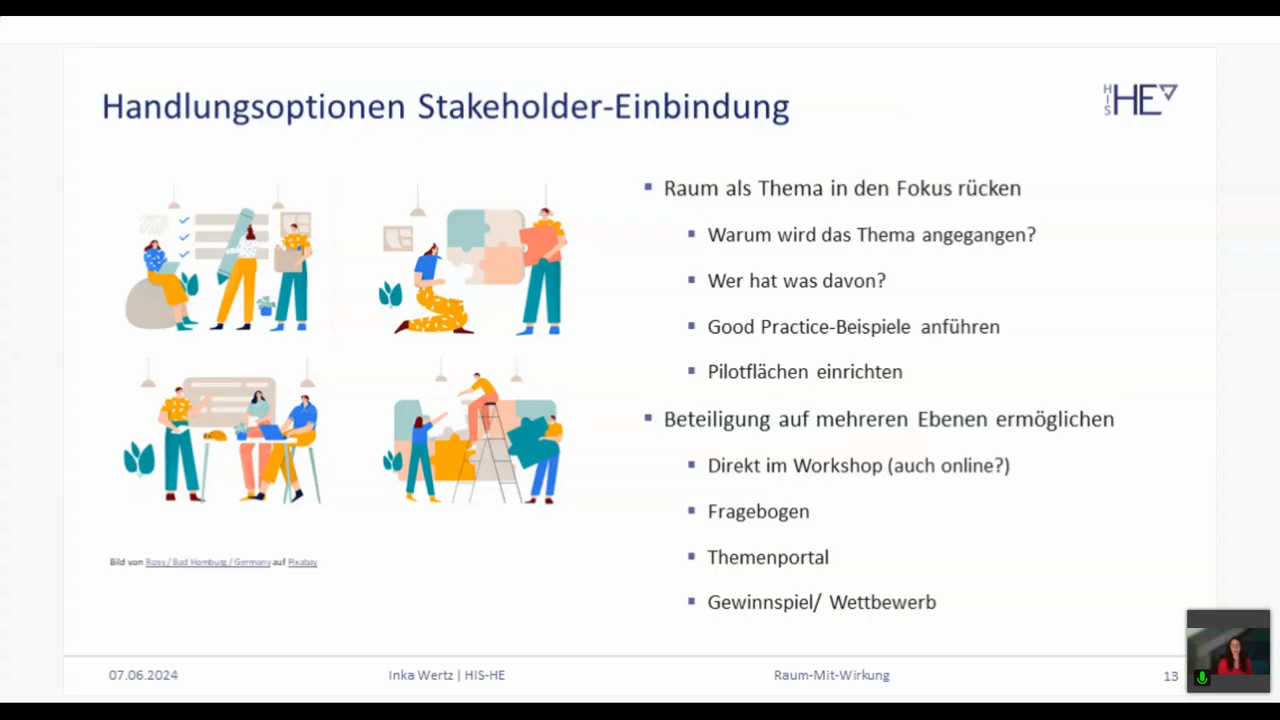 Handlungsoptionen Stakeholder-Einbindung
HIS HE
Raum als Thema in den Fokus rücken
Warum wird das Thema angegangen?
Wer hat was davon?
Good Practice-Beispiele anführen
Pilotflächen einrichten
Beteiligung auf mehreren Ebenen ermöglichen
Direkt im Workshop (auch online?)
Fragebogen
Themenportal
Gewinnspiel/ Wettbewerb
Bild von Rosy / Bad Homburg / Germany auf Pixabay
07.06.2024
Inka Wertz | HIS-HE
Raum-Mit-Wirkung
13